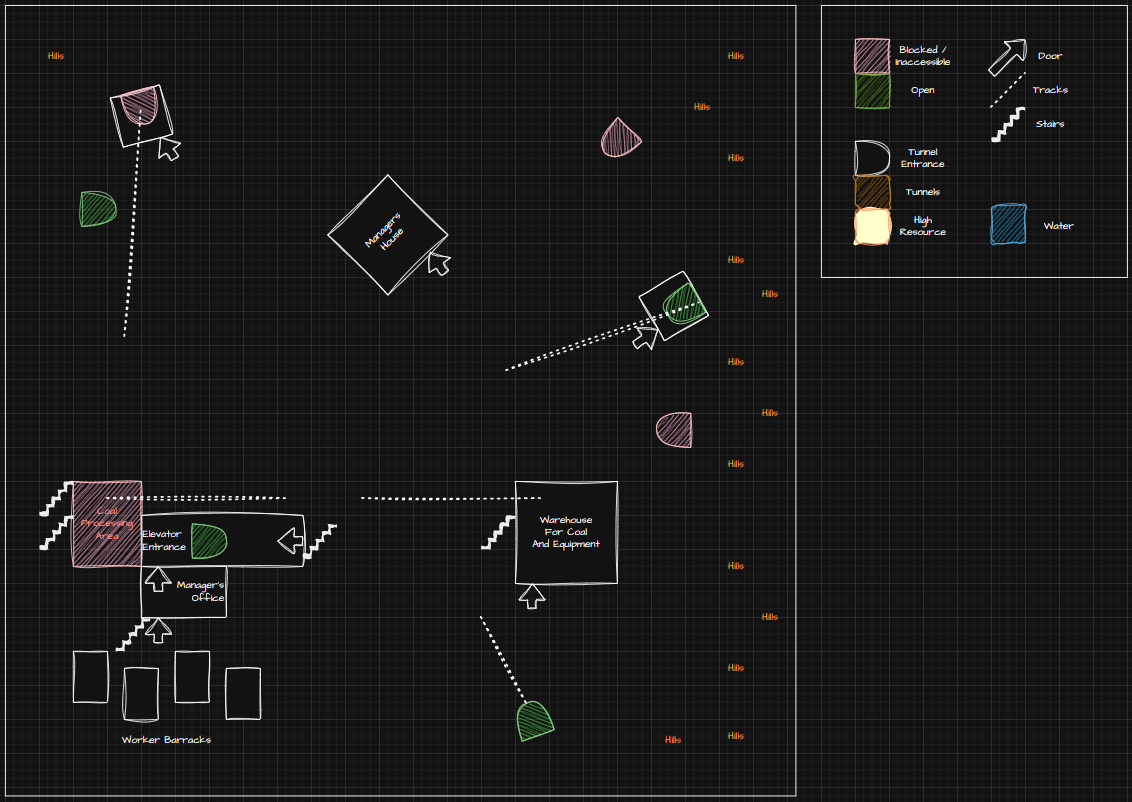 Hills
Hills
Hills
Hills
Manager's
House
Hills
Hills
Hills
Hills
Hills
Coal
Processing
Area
Elevator
Entrance
Manager's
Office
Warehouse
For Coal
And Equipment
Hills
Hills
Hills
Worker Barracks
Hills
Hills
Blocked /
Inaccessible
Open
Tunnel
Entrance
Tunnels
High
Resource
Door
Tracks
Stairs
Water